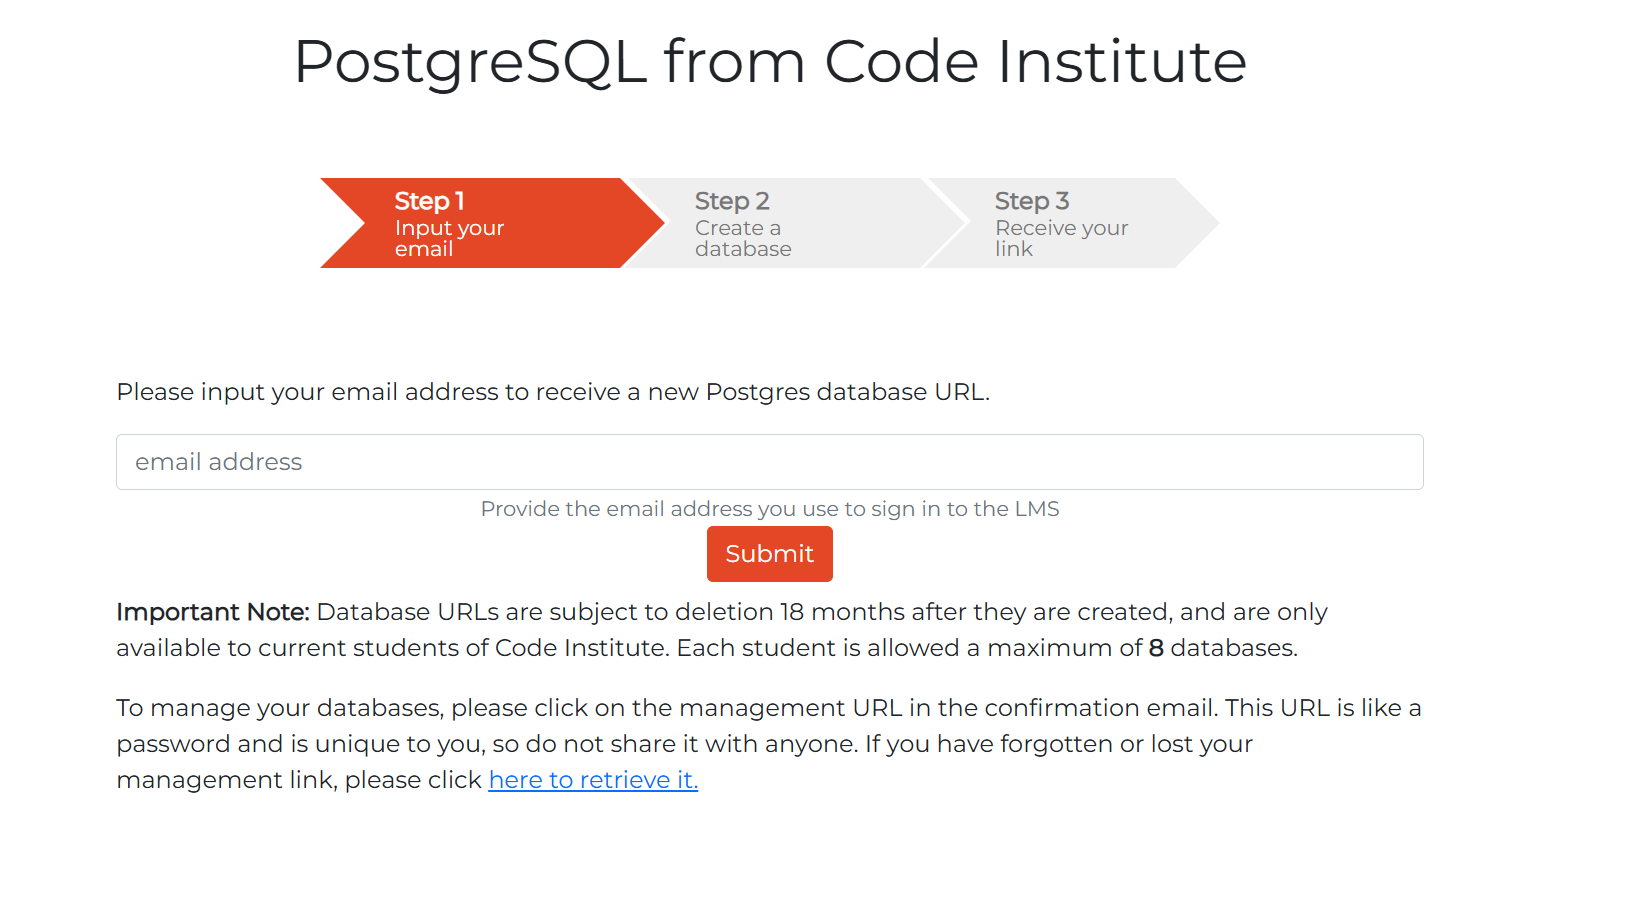 PostgreSQL from Code Institute
Step 1
Input your
email
Step 2
Create a
database
Step 3
Receive your
link
Please input your email address to receive a new Postgres database URL.
email address
Provide the email address you use to sign in to the LMS
Submit
Important Note: Database URLs are subject to deletion 18 months after they are created, and are only
available to current students of Code Institute. Each student is allowed a maximum of 8 databases.
To manage your databases, please click on the management URL in the confirmation email. This URL is like a
password and is unique to you, so do not share it with anyone. If you have forgotten or lost your
management link, please click here to retrieve it.